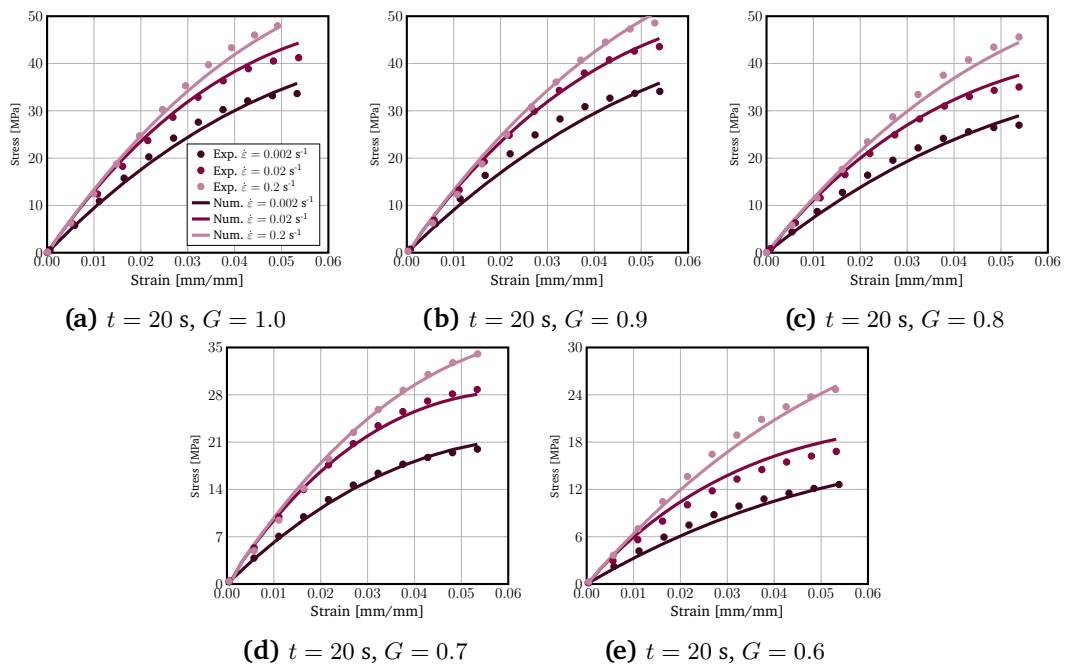 50
40
30
20
10
0
Stress [MPa]
0.00 0.01 0.02 0.03 0.04 0.05 0.06
Strain [mm/mm]
Exp. ε̇ = 0.002 s⁻¹
Exp. ε̇ = 0.02 s⁻¹
Exp. ε̇ = 0.2 s⁻¹
Num. ε̇ = 0.002 s⁻¹
Num. ε̇ = 0.02 s⁻¹
Num. ε̇ = 0.2 s⁻¹
(a) t = 20 s, G = 1.0
50
40
30
20
10
0
Stress [MPa]
0.00 0.01 0.02 0.03 0.04 0.05 0.06
Strain [mm/mm]
(b) t = 20 s, G = 0.9
50
40
30
20
10
0
Stress [MPa]
0.00 0.01 0.02 0.03 0.04 0.05 0.06
Strain [mm/mm]
(c) t = 20 s, G = 0.8
35
28
21
14
7
0
Stress [MPa]
0.00 0.01 0.02 0.03 0.04 0.05 0.06
Strain [mm/mm]
(d) t = 20 s, G = 0.7
30
24
18
12
6
0
Stress [MPa]
0.00 0.01 0.02 0.03 0.04 0.05 0.06
Strain [mm/mm]
(e) t = 20 s, G = 0.6